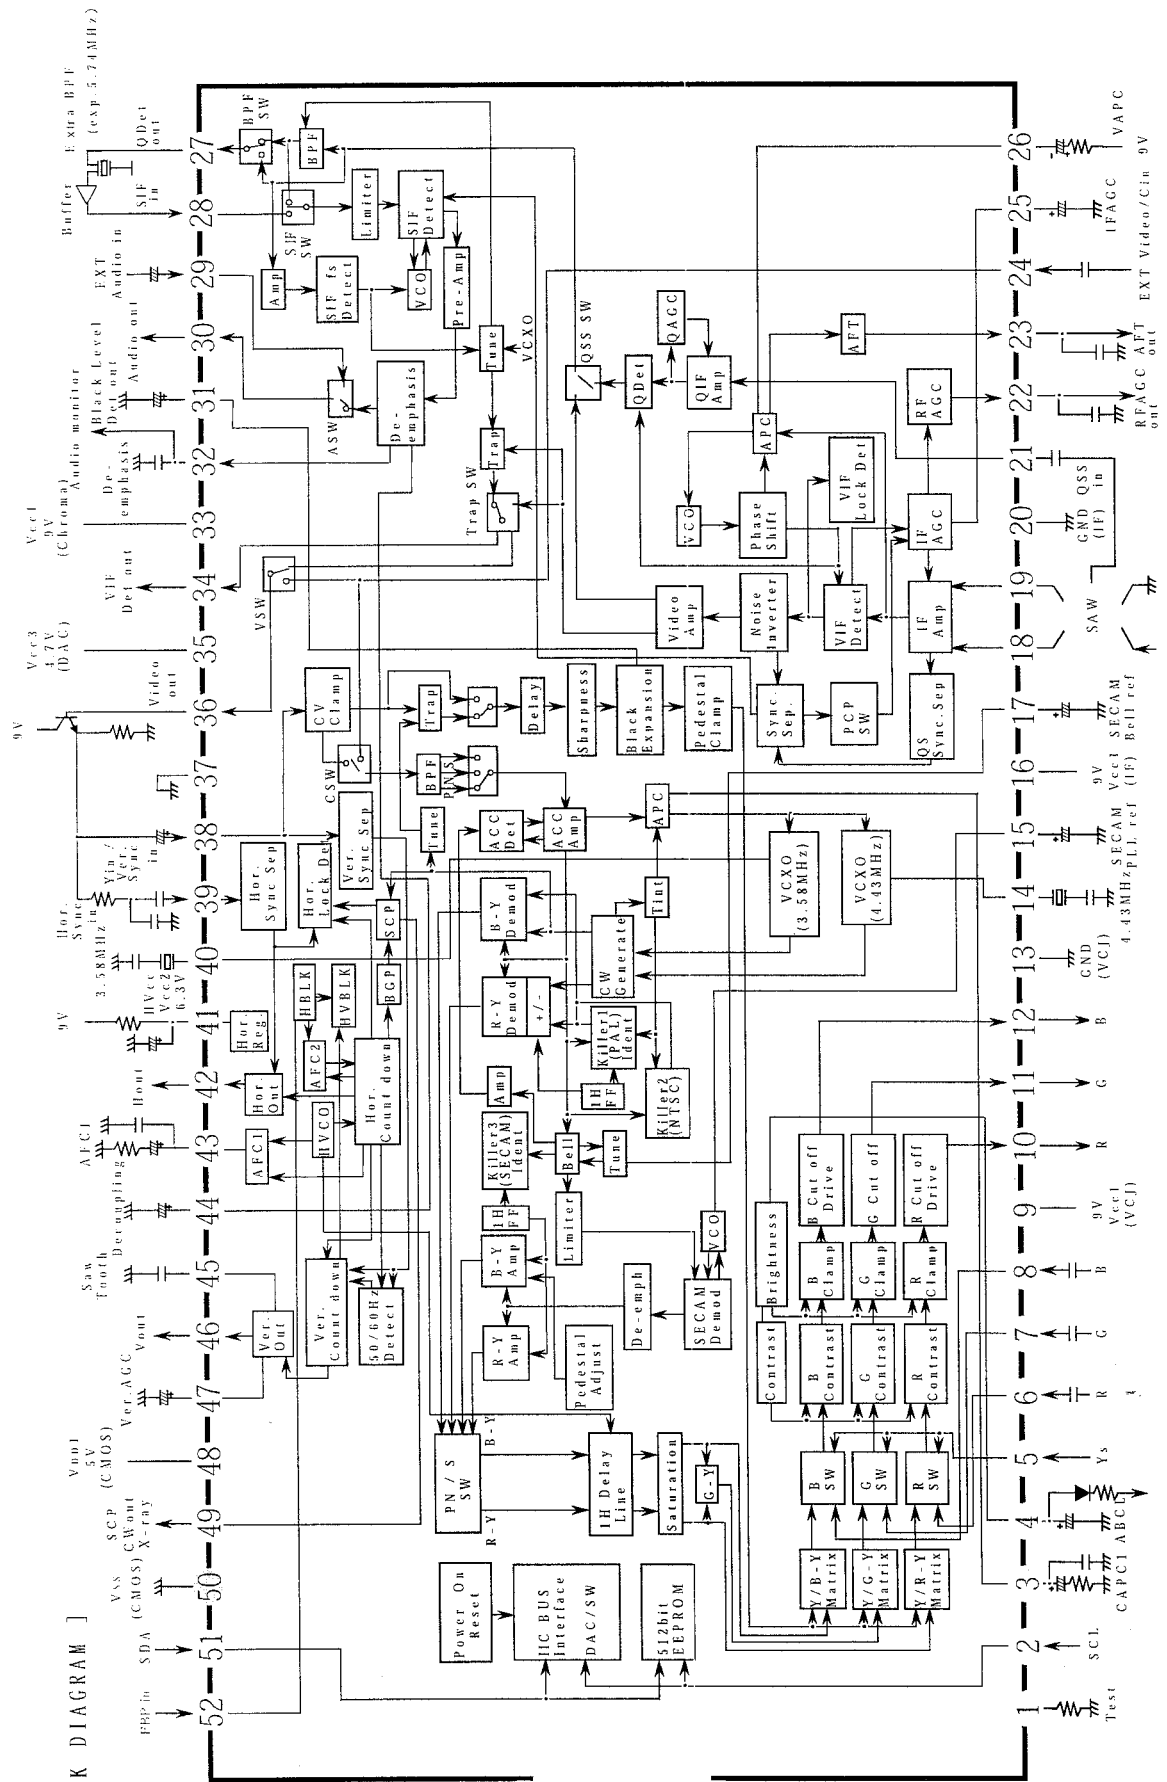 K DIAGRAM ]
FBP in
SDA
Vss
(CMOS)
SCP
CWout
X-ray
5V
(CMOS)
Ver.AGC
Vout
Saw
Tooth
Decoupling
AFC1
Hout
9V
HVcc
Vcc2
6.3V
3.58MHz
Hor.
Sync
in
Yin/
Ver.
Sync
in
9V
Video
out
Vcc3
4.7V
(DAC)
VIF
Det out
Vcc1
9V
(Chroma)
De-
emphasis
Audio monitor
Black Level
Det out
Audio out
EXT
Audio in
Buffer
SIF
in
Extra BPF
(exp.5.74MHz)
QDet
out
52
51
50
49
48
47
46
45
44
43
42
41
40
39
38
37
36
35
34
33
32
31
30
29
28
27
Ver.
Out
AFC1
Hor.
Out
Hor.
Reg.
Hor.
Sync Sep
CV
Clamp
VSW
ASW
Amp
SIF
SW
BPF
SW
BPF
Ver.
Count down
50/60Hz
Detect
HVCO
Hor.
Count down
AFC2
HBLK
HVBLK
BGP
SCP
Hor.
Lock Det
Ver.
Sync Sep
CSW
Tune
Trap
De-
emphasis
SIF fs
Detect
Limiter
VCO
SIF
Detect
Pre-Amp
PN/S
SW
R-Y
B-Y
R-Y
Amp
B-Y
Amp
1H
FF
Killer3
(SECAM)
Ident
Amp
R-Y
Demod
+/-
B-Y
Demod
ACC
Det
ACC
Amp
BPF
PN S
Delay
Trap SW
Trap
Tune
VCXO
Power On
Reset
IIC BUS
Interface
DAC/SW
512bit
EEPROM
1H Delay
Line
Saturation
G-Y
Pedestal
Adjust
De-emph
SECAM
Demod
VCO
Limiter
Bell
Tune
1H
FF
Killer1
(PAL)
Ident
Killer2
(NTSC)
CW
Generate
Tint
APC
Sharpness
Black
Expansion
Pedestal
Clamp
Video
Amp
QSS SW
QDet
QAGC
QIF
Amp
VCO
APC
Phase
Shift
VIF
Lock Det
AFT
VCXO
(3.58MHz)
VCXO
(4.43MHz)
Sync.
Sep.
PCP
SW
QS
Sync.Sep
Noise
Inverter
VIF
Detect
IF
Amp
IF
AGC
RF
AGC
Contrast
Brightness
Y/B-Y
Matrix
B
SW
B
Contrast
B
Clamp
B Cut off
Drive
Y/G-Y
Matrix
G
SW
G
Contrast
G
Clamp
G Cut off
Y/R-Y
Matrix
R
SW
R
Contrast
R
Clamp
R Cut off
Drive
1
2
3
4
5
6
7
8
9
10
11
12
13
14
15
16
17
18
19
20
21
22
23
24
25
26
Test
SCL
CAPC1
ABCL
Ys
R
G
B
9V
Vcc1
(VCJ)
R
G
B
GND
(VCJ)
4.43MHz
SECAM
PLL ref
9V
Vcc1
(IF)
SECAM
Bell ref
SAW
GND
(IF)
QSS
in
RFAGC
out
AFT
out
EXT Video/Cin
IFAGC
VAPC
9V